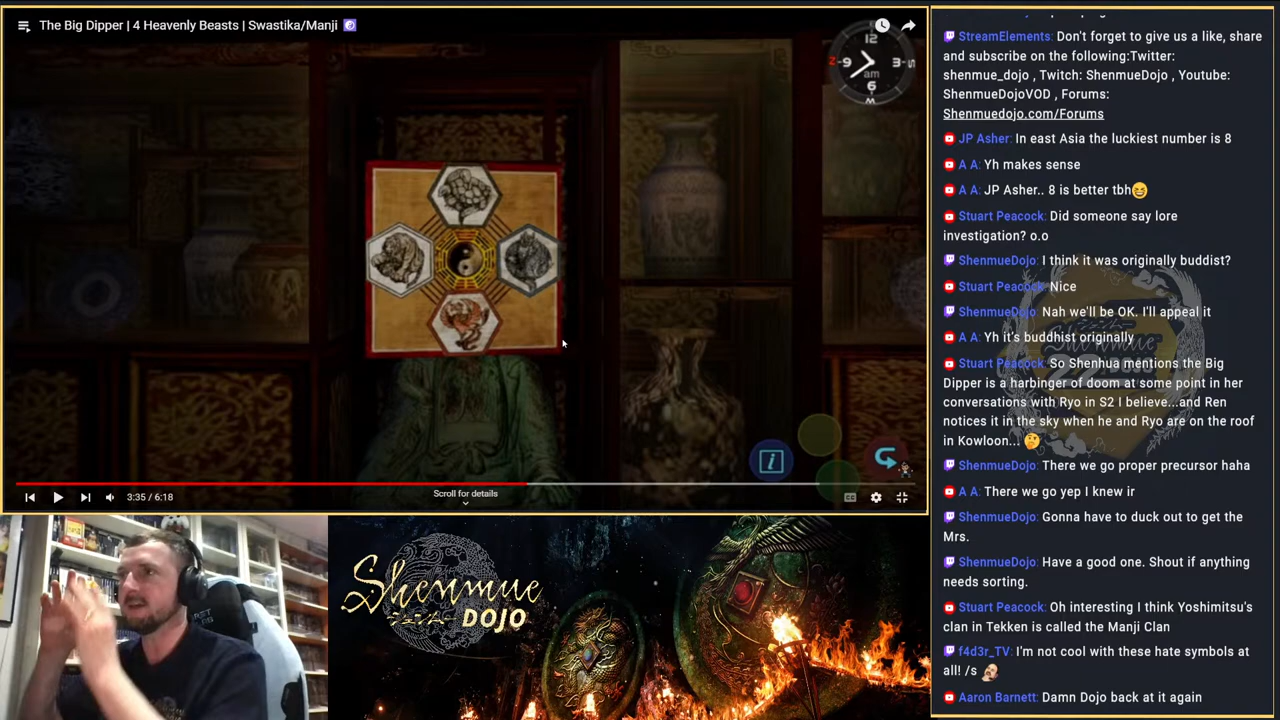 The Big Dipper | 4 Heavenly Beasts | Swastika/Manji
12
9
3
am
6
Scroll for details
3:35 / 6:18
Shenmue
DOJO
StreamElements: Don't forget to give us a like, share
and subscribe on the following:Twitter:
shenmue_dojo , Twitch: ShenmueDojo , Youtube:
ShenmueDojoVOD , Forums:
Shenmuedojo.com/Forums
JP Asher: In east Asia the luckiest number is 8
A A: Yh makes sense
A A: JP Asher.. 8 is better tbh😄
Stuart Peacock: Did someone say lore
investigation? o.o
ShenmueDojo: I think it was originally buddist?
Stuart Peacock: Nice
ShenmueDojo: Nah we'll be OK. I'll appeal it
A A: Yh it's buddhist originally
Stuart Peacock: So Shenhua mentions the Big
Dipper is a harbinger of doom at some point in her
conversations with Ryo in S2 I believe...and Ren
notices it in the sky when he and Ryo are on the roof
in Kowloon... 🤔
ShenmueDojo: There we go proper precursor haha
A A: There we go yep I knew ir
ShenmueDojo: Gonna have to duck out to get the
Mrs.
ShenmueDojo: Have a good one. Shout if anything
needs sorting.
Stuart Peacock: Oh interesting I think Yoshimitsu's
clan in Tekken is called the Manji Clan
f4d3r_TV: I'm not cool with these hate symbols at
all! /s
Aaron Barnett: Damn Dojo back at it again